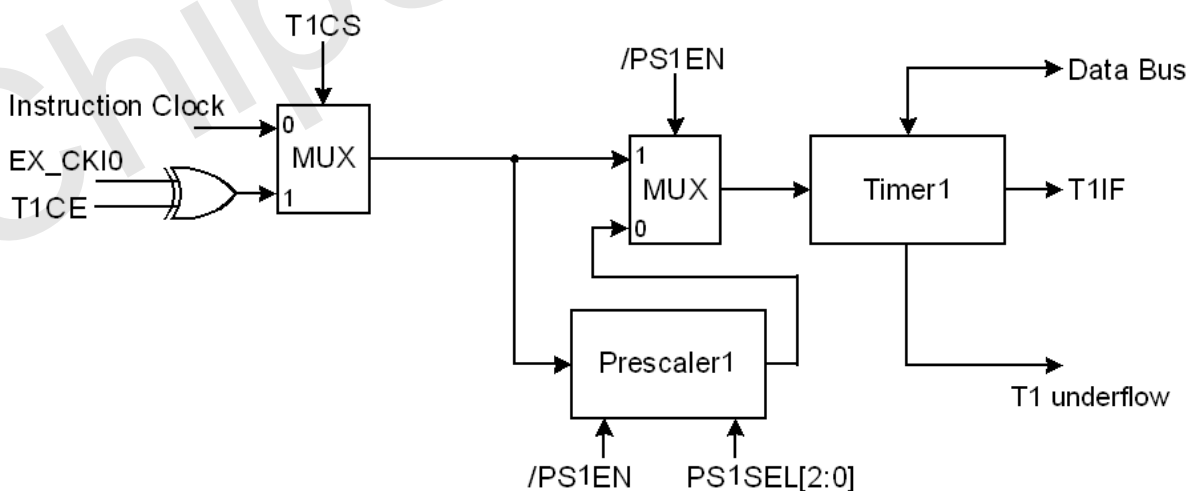 T1CS
/PS1EN
Data Bus
Instruction Clock
0
MUX
1
EX_CKI0
T1CE
1
MUX
0
Timer1
T1IF
Prescaler1
T1 underflow
/PS1EN
PS1SEL[2:0]